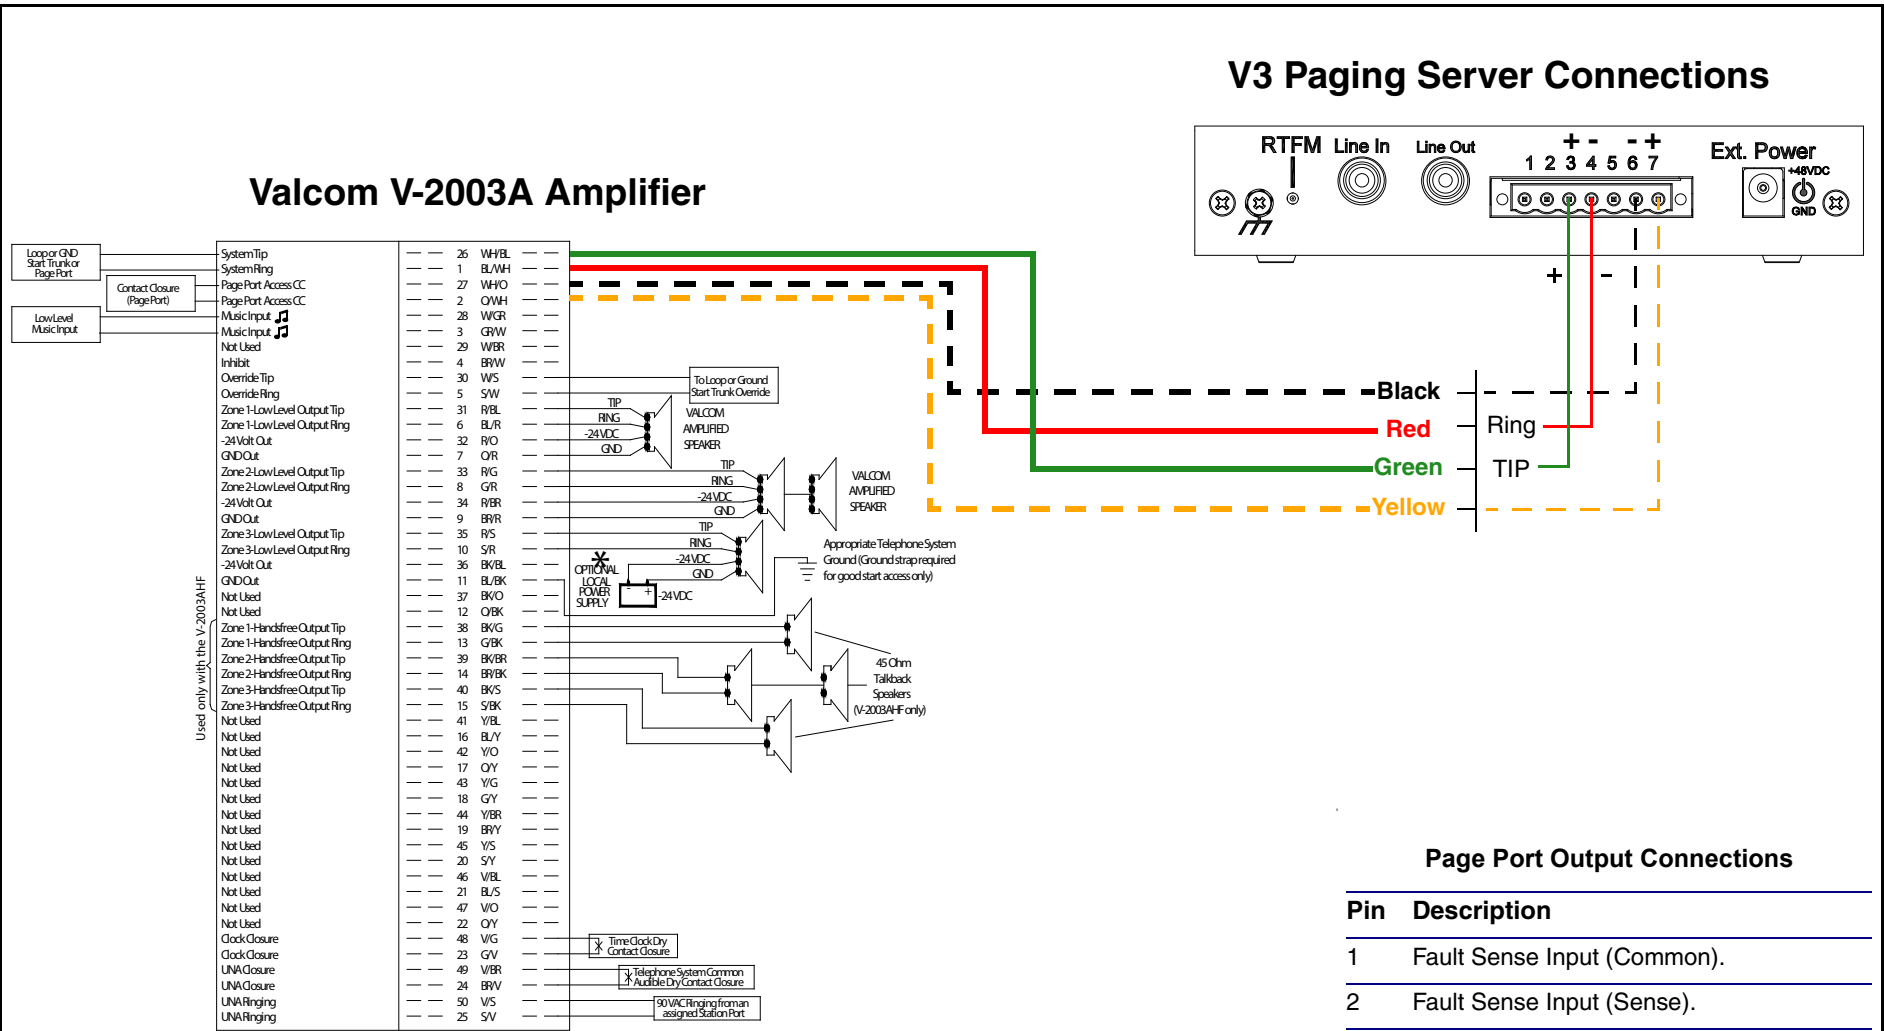 V3 Paging Server Connections
RTFM Line In Line Out + - - + Ext. Power
1 2 3 4 5 6 7
+48VDC
GND
+ -
Valcom V-2003A Amplifier
Loop or GND
Start Trunk or
Page Port
Contact Closure
(Page Port)
Low Level
Music Input
Used only with the V-2003AHF
System Tip 26 WH/BL
System Ring 1 BL/WH
Page Port Access CC 27 WH/O
Page Port Access CC 2 O/WH
Music Input 28 W/GR
Music Input 3 GR/W
Not Used 29 W/BR
Inhibit 4 BR/W
Override Tip 30 W/S
Override Ring 5 S/W
Zone 1-Low Level Output Tip 31 R/BL
Zone 1-Low Level Output Ring 6 BL/R
-24 Volt Out 32 R/O
GND Out 7 O/R
Zone 2-Low Level Output Tip 33 R/G
Zone 2-Low Level Output Ring 8 G/R
-24 Volt Out 34 R/BR
GND Out 9 BR/R
Zone 3-Low Level Output Tip 35 R/S
Zone 3-Low Level Output Ring 10 S/R
-24 Volt Out 36 BK/BL
GND Out 11 BL/BK
Not Used 37 BK/O
Not Used 12 O/BK
Zone 1-Handsfree Output Tip 38 BK/G
Zone 1-Handsfree Output Ring 13 G/BK
Zone 2-Handsfree Output Tip 39 BK/BR
Zone 2-Handsfree Output Ring 14 BR/BK
Zone 3-Handsfree Output Tip 40 BK/S
Zone 3-Handsfree Output Ring 15 S/BK
Not Used 41 Y/BL
Not Used 16 BL/Y
Not Used 42 Y/O
Not Used 17 O/Y
Not Used 43 Y/G
Not Used 18 G/Y
Not Used 44 Y/BR
Not Used 19 BR/Y
Not Used 45 Y/S
Not Used 20 S/Y
Not Used 46 V/BL
Not Used 21 BL/S
Not Used 47 V/O
Not Used 22 O/Y
Clock Closure 48 V/G
Clock Closure 23 G/V
UNA Closure 49 V/BR
UNA Closure 24 BR/V
UNA Ringing 50 V/S
UNA Ringing 25 S/V
To Loop or Ground
Start Trunk Override
TIP
RING
-24 VDC
GND
VALCOM
AMPLIFIED
SPEAKER
TIP
RING
-24 VDC
GND
VALCOM
AMPLIFIED
SPEAKER
TIP
RING
-24 VDC
GND
*
OPTIONAL
LOCAL
POWER
SUPPLY
- +
-24 VDC
Appropriate Telephone System
Ground (Ground strap required
for good start access only)
45 Ohm
Talkback
Speakers
(V-2003AHF only)
Time Clock Dry
Contact Closure
Telephone System Common
Audible Dry Contact Closure
90 VAC Ringing from an
assigned Station Port
Black
Red Ring
Green TIP
Yellow
Page Port Output Connections
Pin Description
1 Fault Sense Input (Common).
2 Fault Sense Input (Sense).